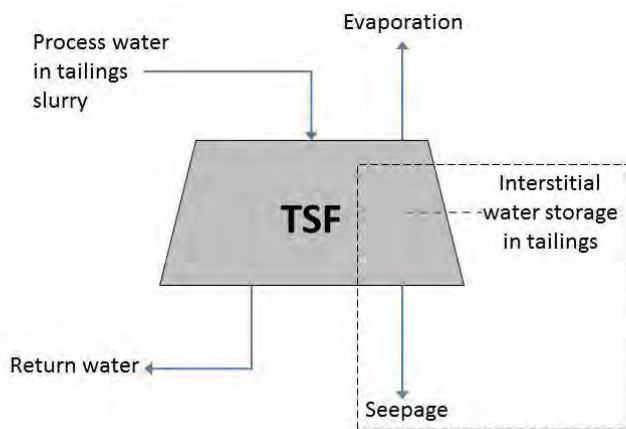 Evaporation
Process water
in tailings
slurry
TSF
Interstitial
water storage
in tailings
Return water
Seepage